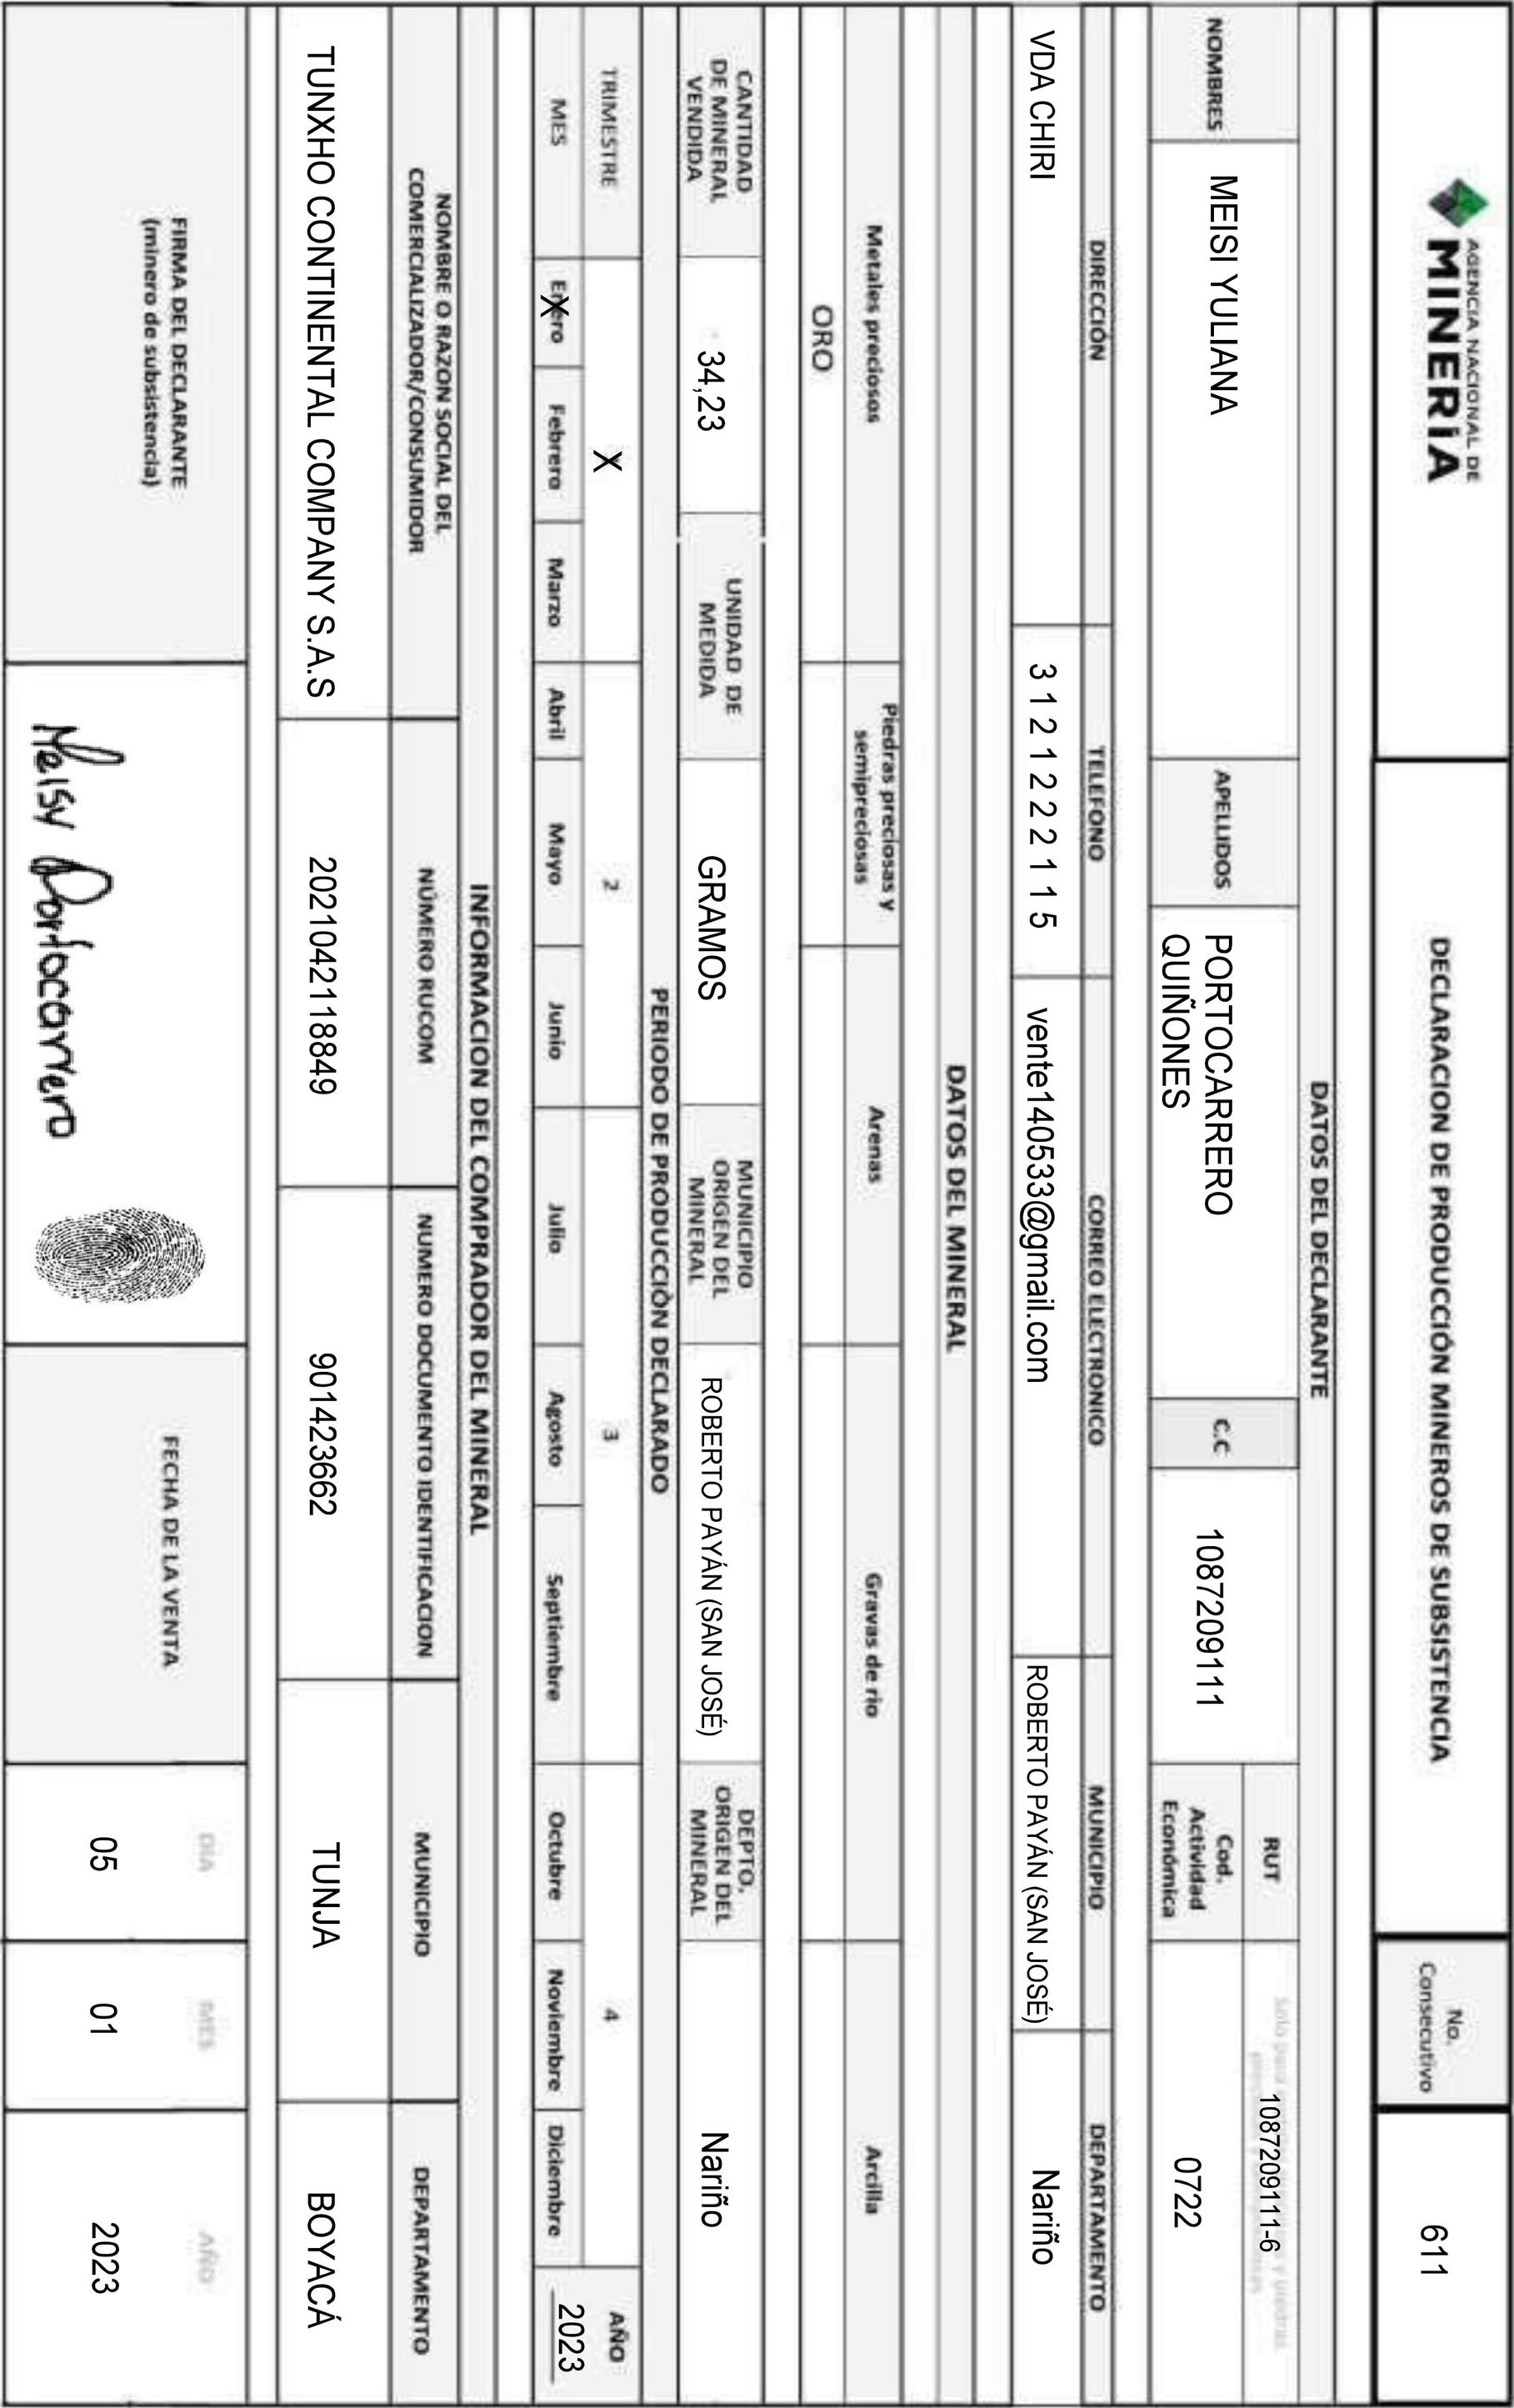 AGENCIA NACIONAL DE
MINERÍA
DECLARACION DE PRODUCCIÓN MINEROS DE SUBSISTENCIA
No.
Consecutivo
611
DATOS DEL DECLARANTE
NOMBRES
MEISI YULIANA
APELLIDOS
PORTOCARRERO
QUIÑONES
C.C
1087209111
RUT
1087209111-6
Cod.
Actividad
Económica
0722
DIRECCIÓN
TELEFONO
CORREO ELECTRONICO
MUNICIPIO
DEPARTAMENTO
VDA CHIRI
3 1 2 1 2 2 2 1 1 5
vente140533@gmail.com
ROBERTO PAYÁN (SAN JOSÉ)
Nariño
DATOS DEL MINERAL
Metales preciosos
Piedras preciosas y
semipreciosas
Arenas
Gravas de rio
Arcilla
ORO
CANTIDAD
DE MINERAL
VENDIDA
34,23
UNIDAD DE
MEDIDA
GRAMOS
MUNICIPIO
ORIGEN DEL
MINERAL
ROBERTO PAYÁN (SAN JOSÉ)
DEPTO.
ORIGEN DEL
MINERAL
Nariño
PERIODO DE PRODUCCIÒN DECLARADO
TRIMESTRE
X
2
3
4
AÑO
MES
Enero
X
Febrero
Marzo
Abril
Mayo
Junio
Julio
Agosto
Septiembre
Octubre
Noviembre
Diciembre
2023
INFORMACION DEL COMPRADOR DEL MINERAL
NOMBRE O RAZON SOCIAL DEL
COMERCIALIZADOR/CONSUMIDOR
NÚMERO RUCOM
NUMERO DOCUMENTO IDENTIFICACION
MUNICIPIO
DEPARTAMENTO
TUNXHO CONTINENTAL COMPANY S.A.S
2021042118849
901423662
TUNJA
BOYACÁ
FIRMA DEL DECLARANTE
(minero de subsistencia)
Meisy Portocarrero
FECHA DE LA VENTA
DIA
MES
AÑO
05
01
2023